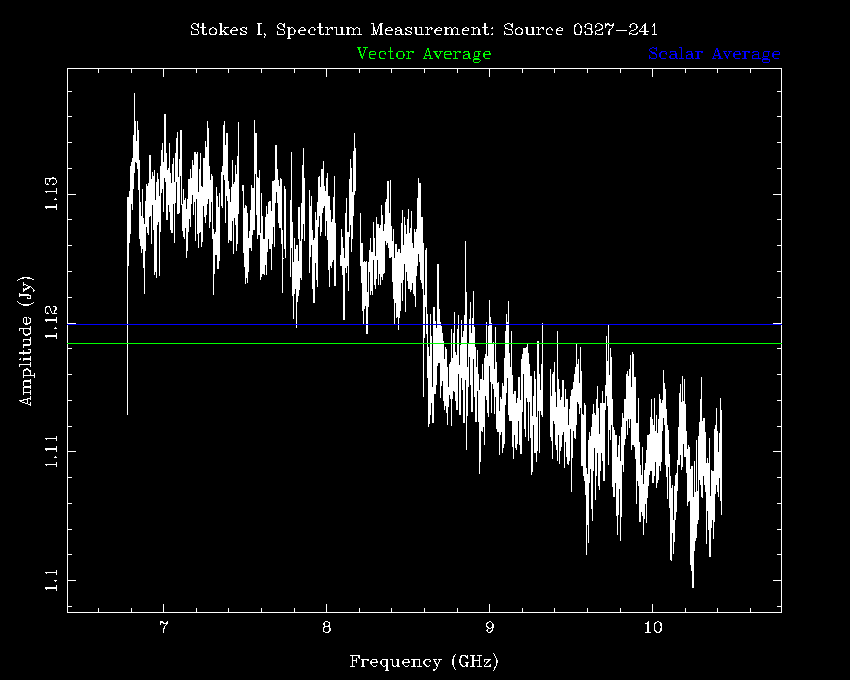 Stokes I, Spectrum Measurement: Source 0327−241
Vector Average
Scalar Average
1.13
1.12
1.11
1.1
Amplitude (Jy)
7
8
9
10
Frequency (GHz)